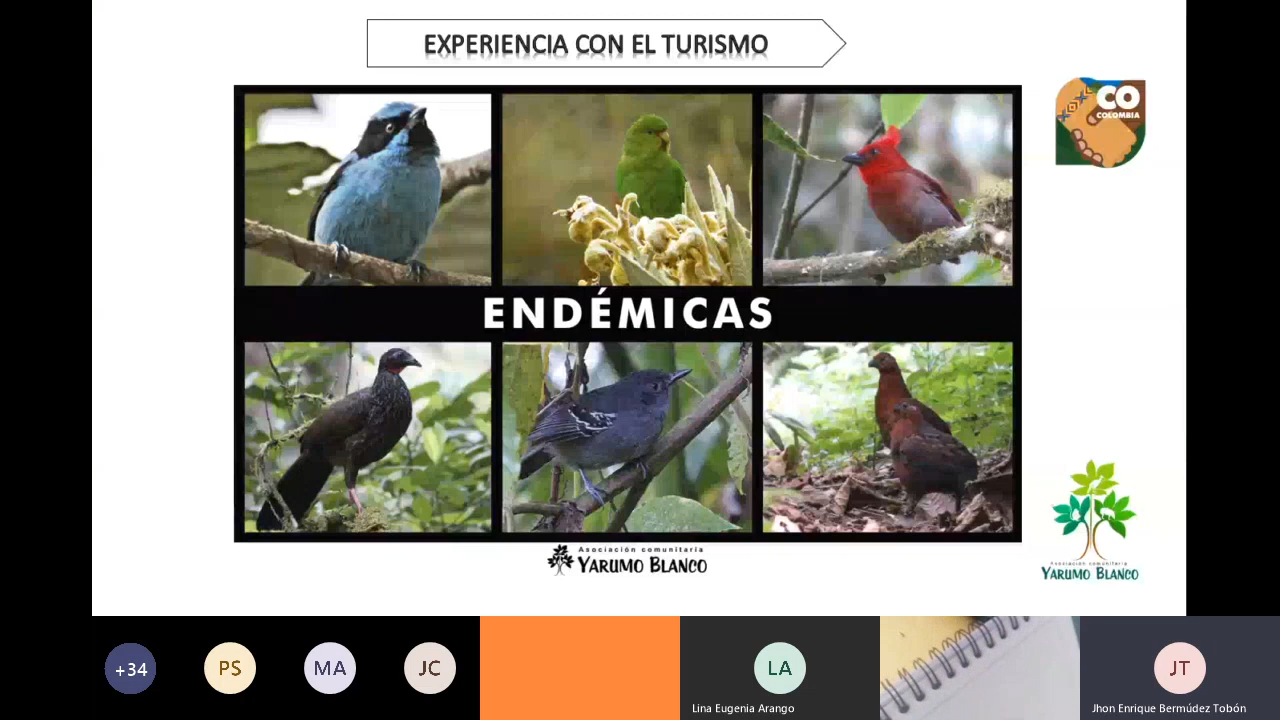 EXPERIENCIA CON EL TURISMO
CO
COLOMBIA
ENDÉMICAS
Asociación comunitaria
YARUMO BLANCO
Asociación comunitaria
YARUMO BLANCO
+34
PS
MA
JC
LA
Lina Eugenia Arango
JT
Jhon Enrique Bermúdez Tobón